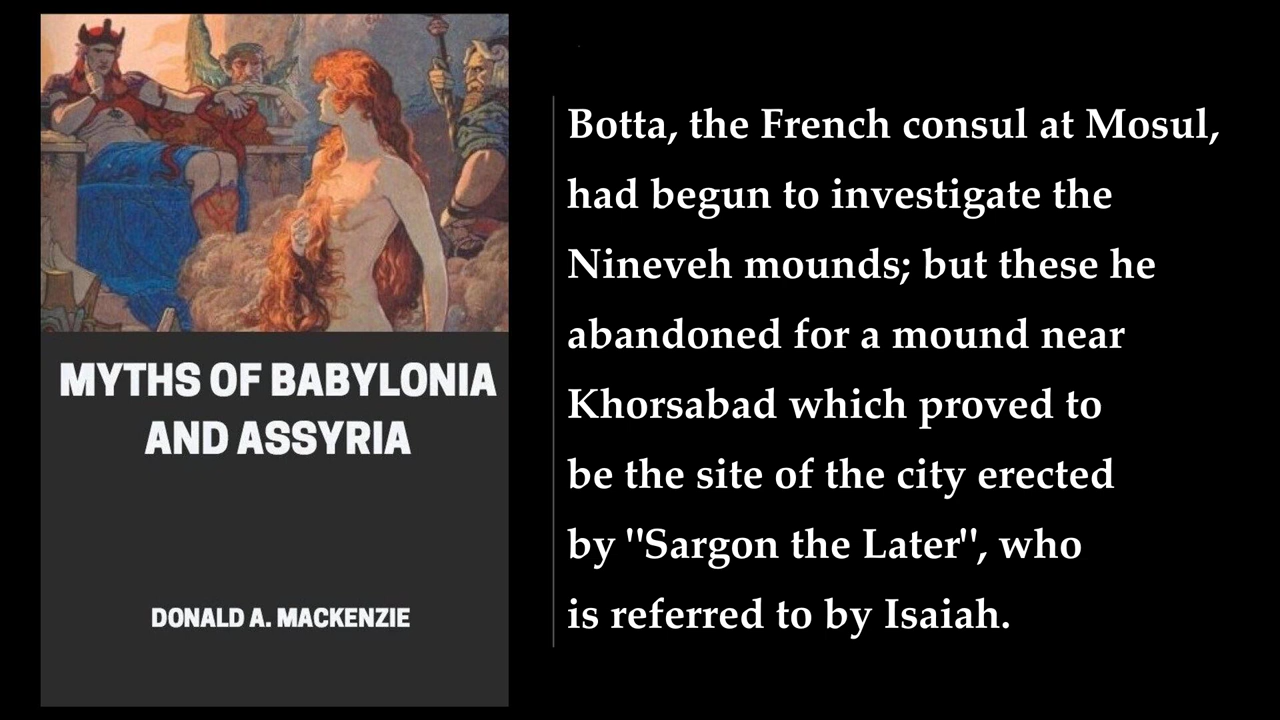 MYTHS OF BABYLONIA
AND ASSYRIA
DONALD A. MACKENZIE
Botta, the French consul at Mosul,
had begun to investigate the
Nineveh mounds; but these he
abandoned for a mound near
Khorsabad which proved to
be the site of the city erected
by "Sargon the Later", who
is referred to by Isaiah.